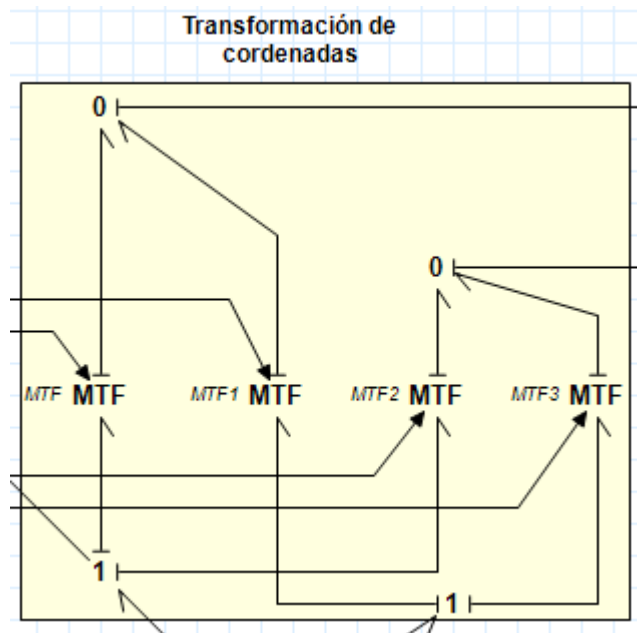 Transformación de
cordenadas
0
0
MTF MTF
MTF1 MTF
MTF2 MTF
MTF3 MTF
1
1